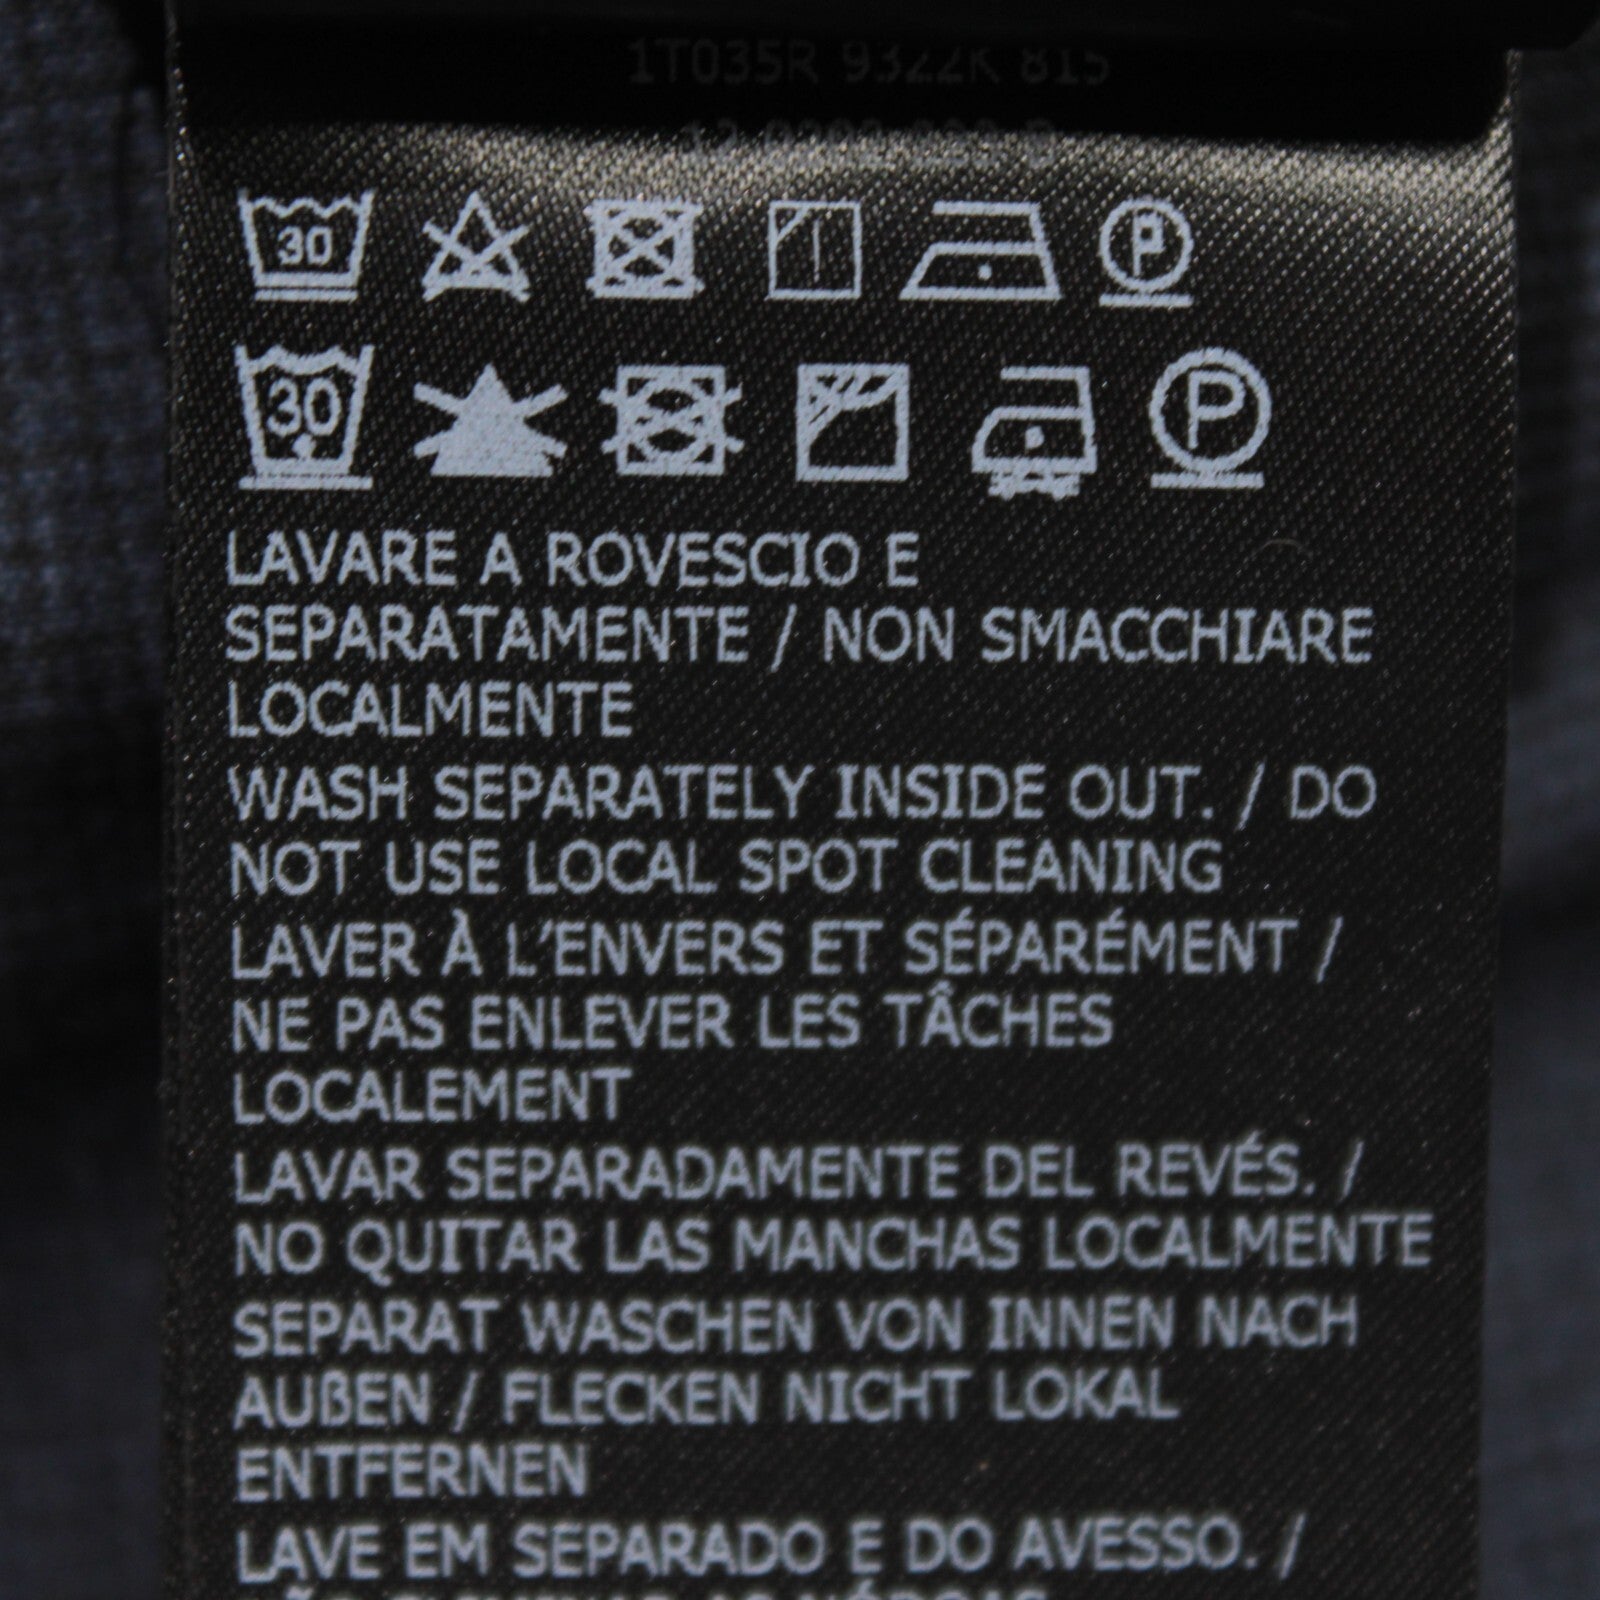 1T035R 9322K 815
30 P
30 P
LAVARE A ROVESCIO E
SEPARATAMENTE / NON SMACCHIARE
LOCALMENTE
WASH SEPARATELY INSIDE OUT. / DO
NOT USE LOCAL SPOT CLEANING
LAVER À L'ENVERS ET SÉPARÉMENT /
NE PAS ENLEVER LES TÂCHES
LOCALEMENT
LAVAR SEPARADAMENTE DEL REVÉS. /
NO QUITAR LAS MANCHAS LOCALMENTE
SEPARAT WASCHEN VON INNEN NACH
AUßEN / FLECKEN NICHT LOKAL
ENTFERNEN
LAVE EM SEPARADO E DO AVESSO. /